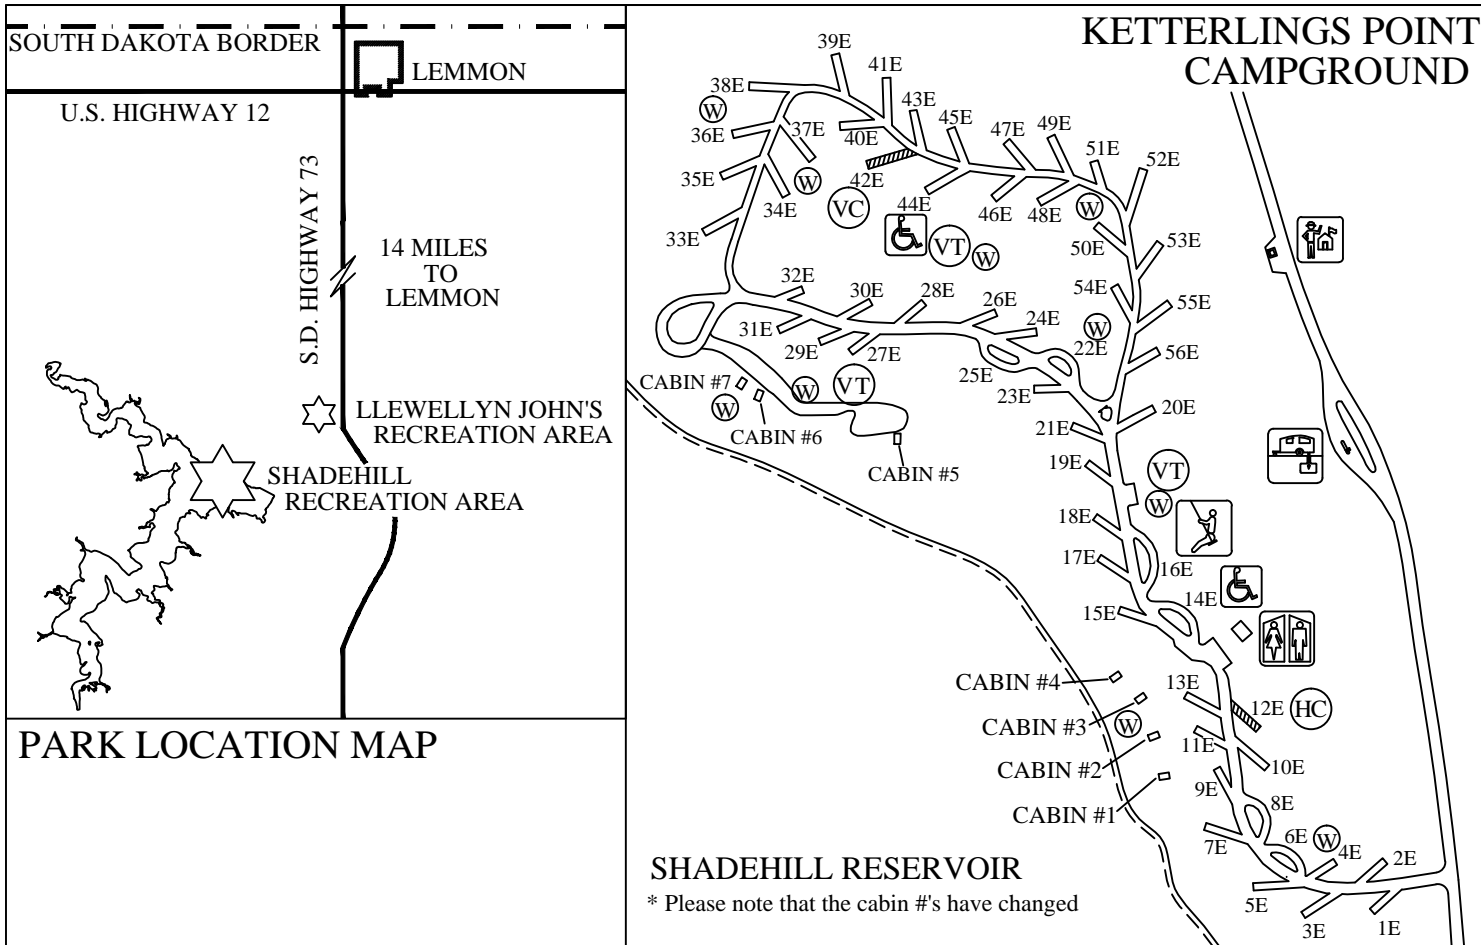 SOUTH DAKOTA BORDER
LEMMON
U.S. HIGHWAY 12
S.D. HIGHWAY 73
14 MILES
TO
LEMMON
LLEWELLYN JOHN'S
RECREATION AREA
SHADEHILL
RECREATION AREA
PARK LOCATION MAP
KETTERLINGS POINT
CAMPGROUND
39E
41E
38E
W
43E
45E
47E
49E
36E
37E
40E
51E
52E
35E
W
42E
34E
VC
44E
46E
48E
W
33E
VT
W
50E
53E
32E
30E
28E
26E
54E
55E
31E
29E
27E
24E
W
22E
56E
25E
23E
CABIN #7
W
VT
W
CABIN #6
CABIN #5
20E
21E
19E
VT
W
18E
17E
16E
14E
15E
CABIN #4
13E
12E
HC
CABIN #3
W
11E
CABIN #2
10E
9E
CABIN #1
8E
7E
6E
W
4E
2E
5E
3E
1E
SHADEHILL RESERVOIR
* Please note that the cabin #'s have changed